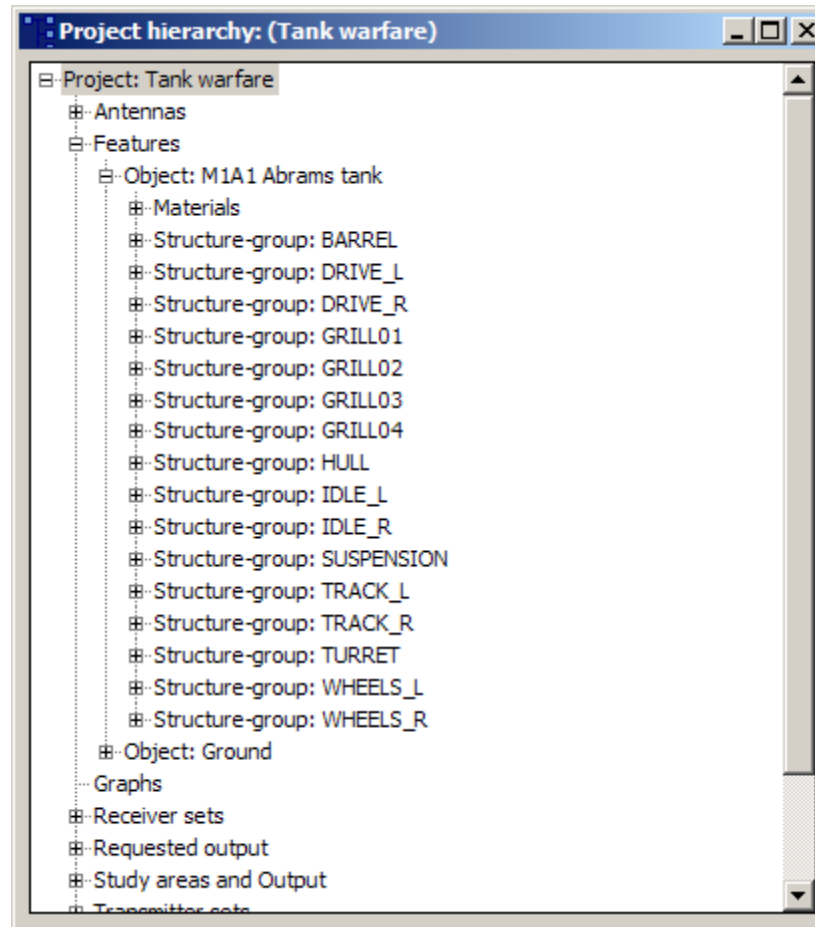 Project hierarchy: (Tank warfare)
Project: Tank warfare
Antennas
Features
Object: M1A1 Abrams tank
Materials
Structure-group: BARREL
Structure-group: DRIVE_L
Structure-group: DRIVE_R
Structure-group: GRILL01
Structure-group: GRILL02
Structure-group: GRILL03
Structure-group: GRILL04
Structure-group: HULL
Structure-group: IDLE_L
Structure-group: IDLE_R
Structure-group: SUSPENSION
Structure-group: TRACK_L
Structure-group: TRACK_R
Structure-group: TURRET
Structure-group: WHEELS_L
Structure-group: WHEELS_R
Object: Ground
Graphs
Receiver sets
Requested output
Study areas and Output
Transmitter sets